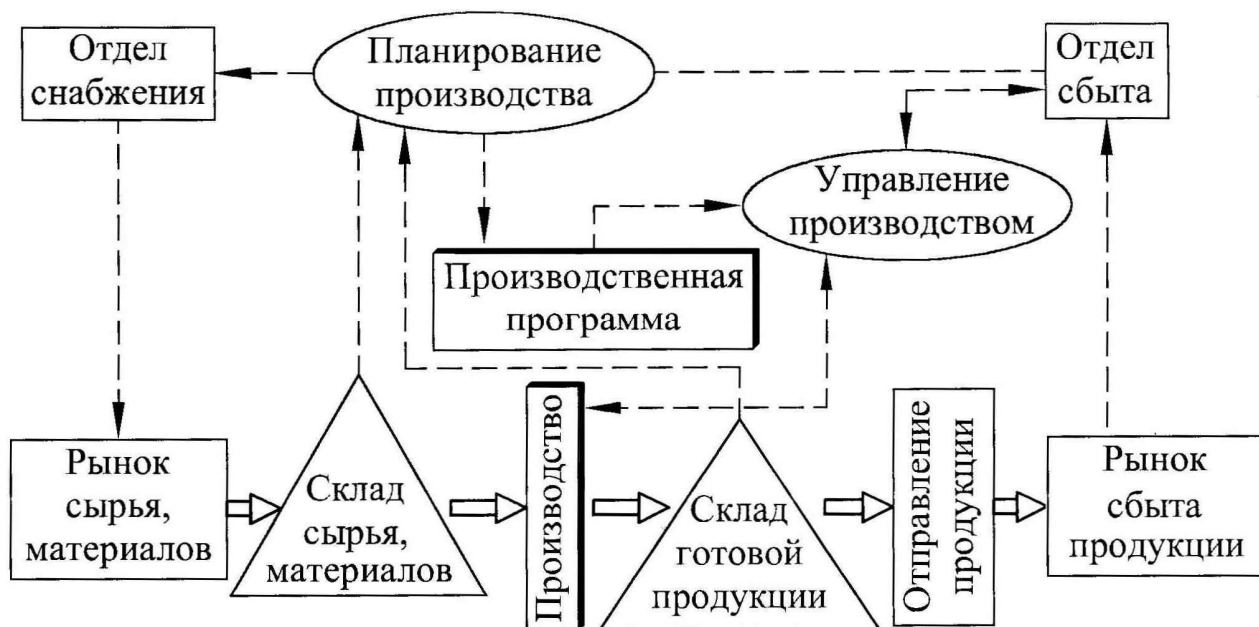 Отдел
снабжения
Планирование
производства
Отдел
сбыта
Управление
производством
Производственная
программа
Рынок
сырья,
материалов
Склад
сырья,
материалов
Производство
Склад
готовой
продукции
Отправление
продукции
Рынок
сбыта
продукции